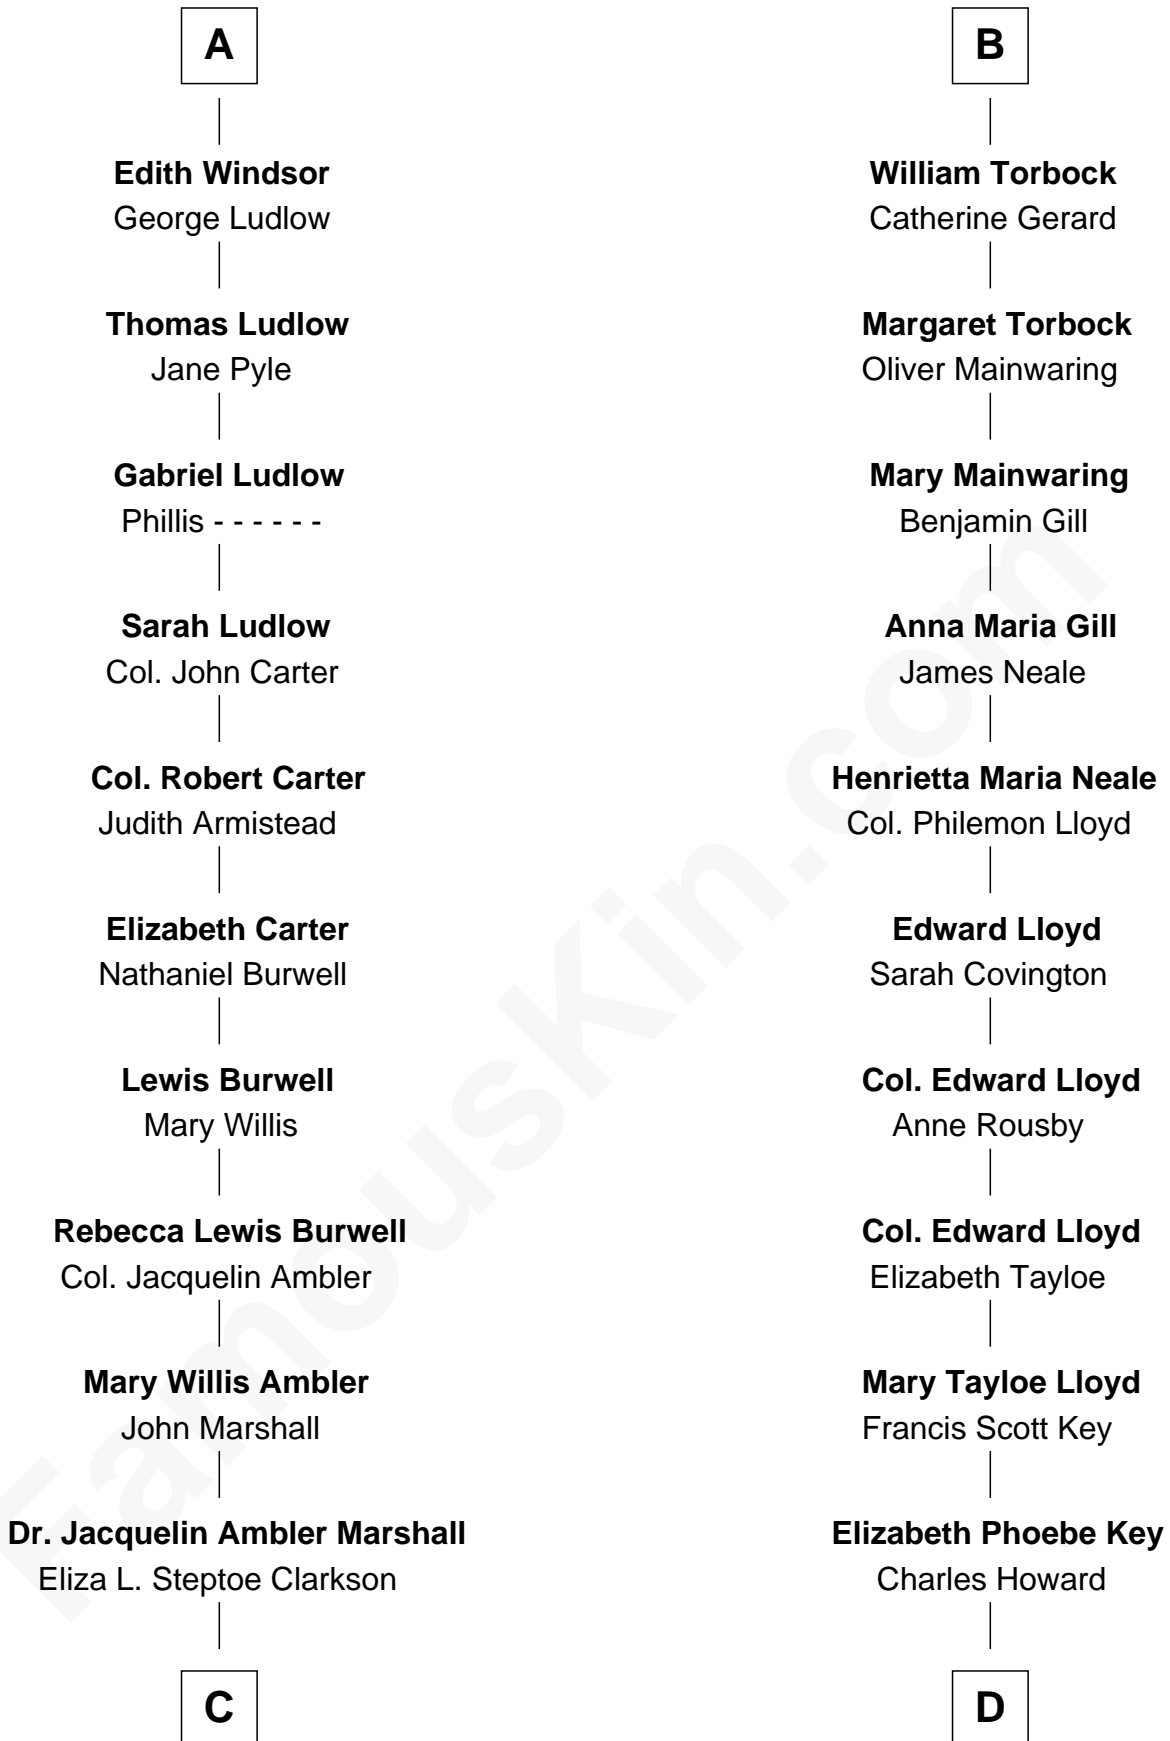 A
Edith Windsor
George Ludlow
Thomas Ludlow
Jane Pyle
Gabriel Ludlow
Phillis - - - - - -
Sarah Ludlow
Col. John Carter
Col. Robert Carter
Judith Armistead
Elizabeth Carter
Nathaniel Burwell
Lewis Burwell
Mary Willis
Rebecca Lewis Burwell
Col. Jacquelin Ambler
Mary Willis Ambler
John Marshall
Dr. Jacquelin Ambler Marshall
Eliza L. Steptoe Clarkson
C
B
William Torbock
Catherine Gerard
Margaret Torbock
Oliver Mainwaring
Mary Mainwaring
Benjamin Gill
Anna Maria Gill
James Neale
Henrietta Maria Neale
Col. Philemon Lloyd
Edward Lloyd
Sarah Covington
Col. Edward Lloyd
Anne Rousby
Col. Edward Lloyd
Elizabeth Tayloe
Mary Tayloe Lloyd
Francis Scott Key
Elizabeth Phoebe Key
Charles Howard
D
FamousKin.com